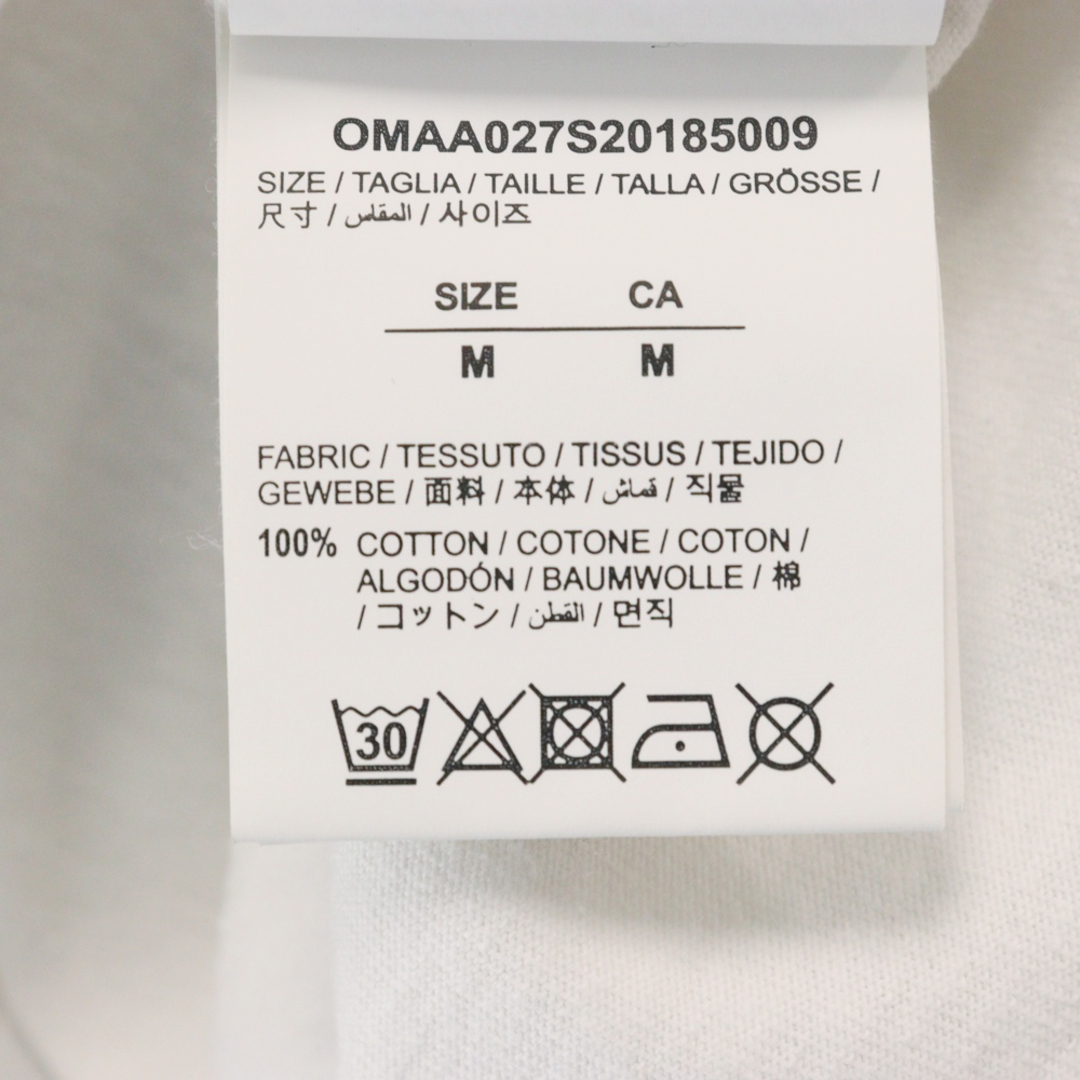 OMAA027S20185009
SIZE / TAGLIA / TAILLE / TALLA / GRÖSSE /
尺寸 / المقاس / 사이즈
SIZE CA
M M
FABRIC / TESSUTO / TISSUS / TEJIDO /
GEWEBE / 面料 / 本体 / قماش / 직물
100% COTTON / COTONE / COTON /
ALGODÓN / BAUMWOLLE / 棉
/ コットン / القطن / 면직
30